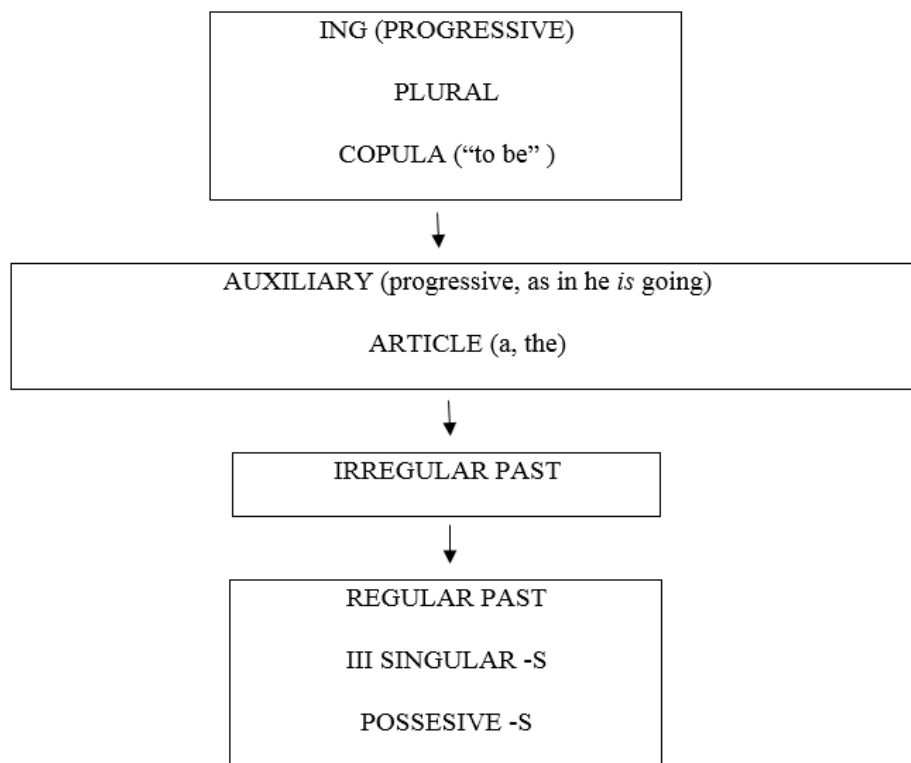 ING (PROGRESSIVE)
PLURAL
COPULA (“to be” )
AUXILIARY (progressive, as in he is going)
ARTICLE (a, the)
IRREGULAR PAST
REGULAR PAST
III SINGULAR -S
POSSESIVE -S